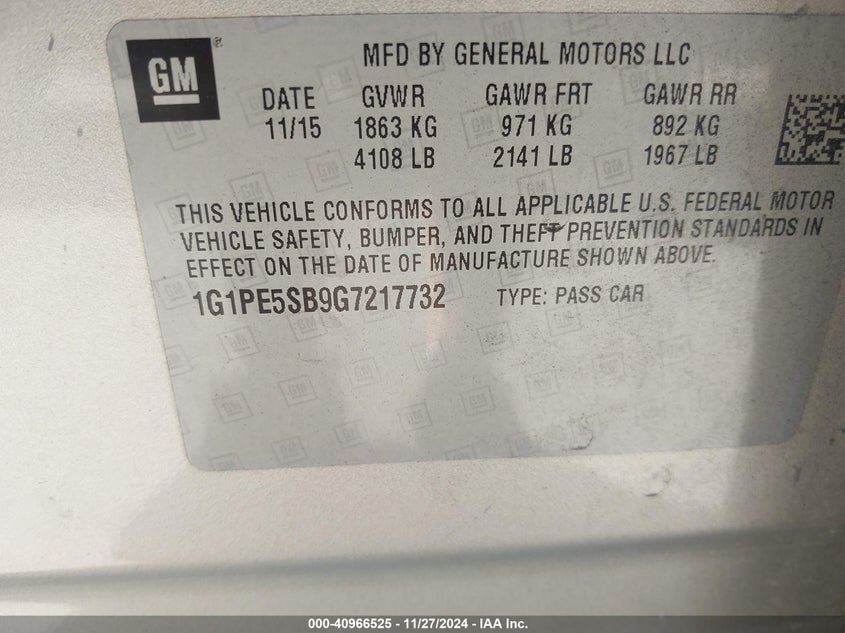 GM®
MFD BY GENERAL MOTORS LLC
DATE GVWR GAWR FRT GAWR RR
11/15 1863 KG 971 KG 892 KG
4108 LB 2141 LB 1967 LB
THIS VEHICLE CONFORMS TO ALL APPLICABLE U.S. FEDERAL MOTOR
VEHICLE SAFETY, BUMPER, AND THEFT PREVENTION STANDARDS IN
EFFECT ON THE DATE OF MANUFACTURE SHOWN ABOVE.
1G1PE5SB9G7217732 TYPE: PASS CAR
000-40966525 - 11/27/2024 - IAA Inc.